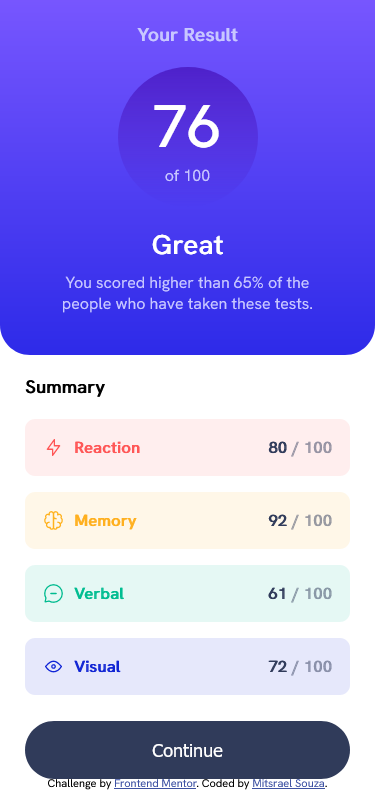 Your Result
76
of 100
Great
You scored higher than 65% of the
people who have taken these tests.
Summary
Reaction 80 / 100
Memory 92 / 100
Verbal 61 / 100
Visual 72 / 100
Continue
Challenge by Frontend Mentor. Coded by Mitsrael Souza.